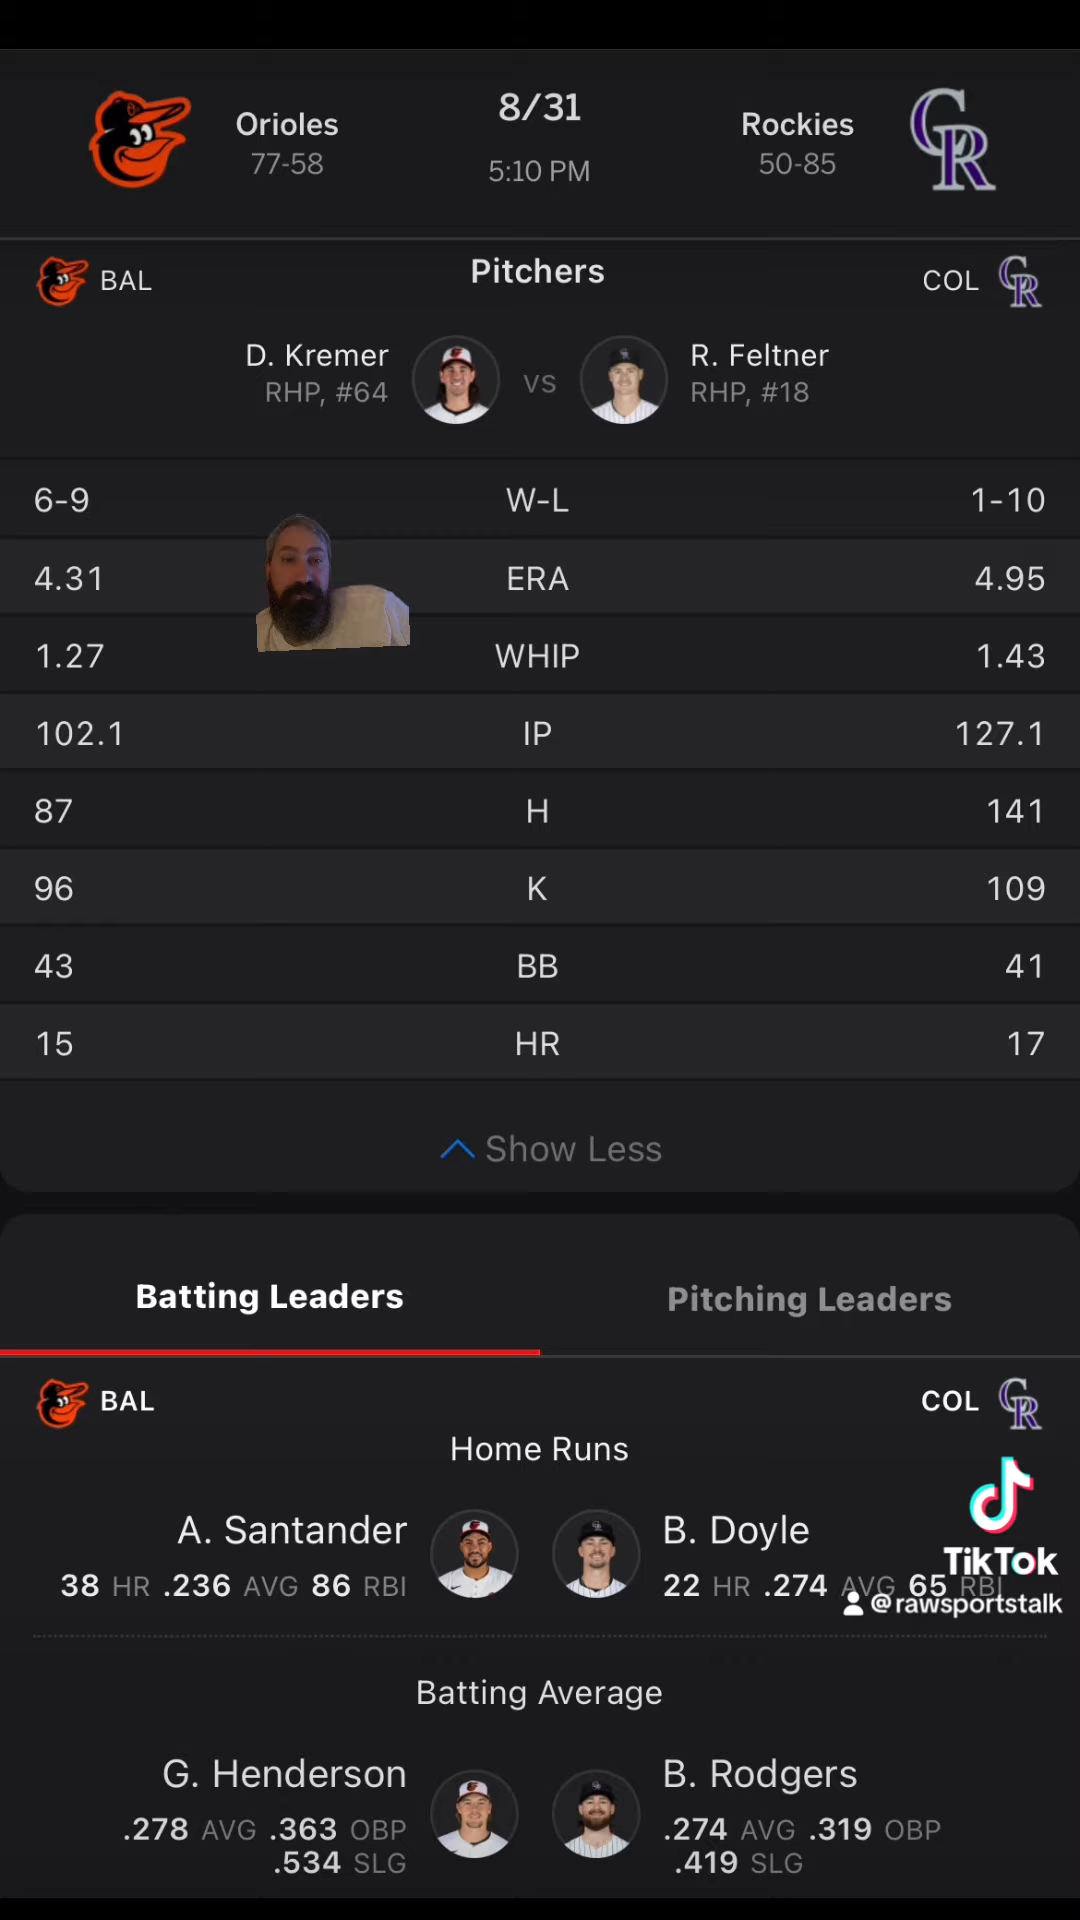 Orioles
77-58
8/31
5:10 PM
Rockies
50-85
BAL
Pitchers
COL
D. Kremer
RHP, #64
vs
R. Feltner
RHP, #18
6-9 W-L 1-10
4.31 ERA 4.95
1.27 WHIP 1.43
102.1 IP 127.1
87 H 141
96 K 109
43 BB 41
15 HR 17
Show Less
Batting Leaders
Pitching Leaders
BAL
COL
Home Runs
A. Santander
38 HR .236 AVG 86 RBI
B. Doyle
22 HR .274 AVG 65 RBI
TikTok
@rawsportstalk
Batting Average
G. Henderson
.278 AVG .363 OBP
.534 SLG
B. Rodgers
.274 AVG .319 OBP
.419 SLG